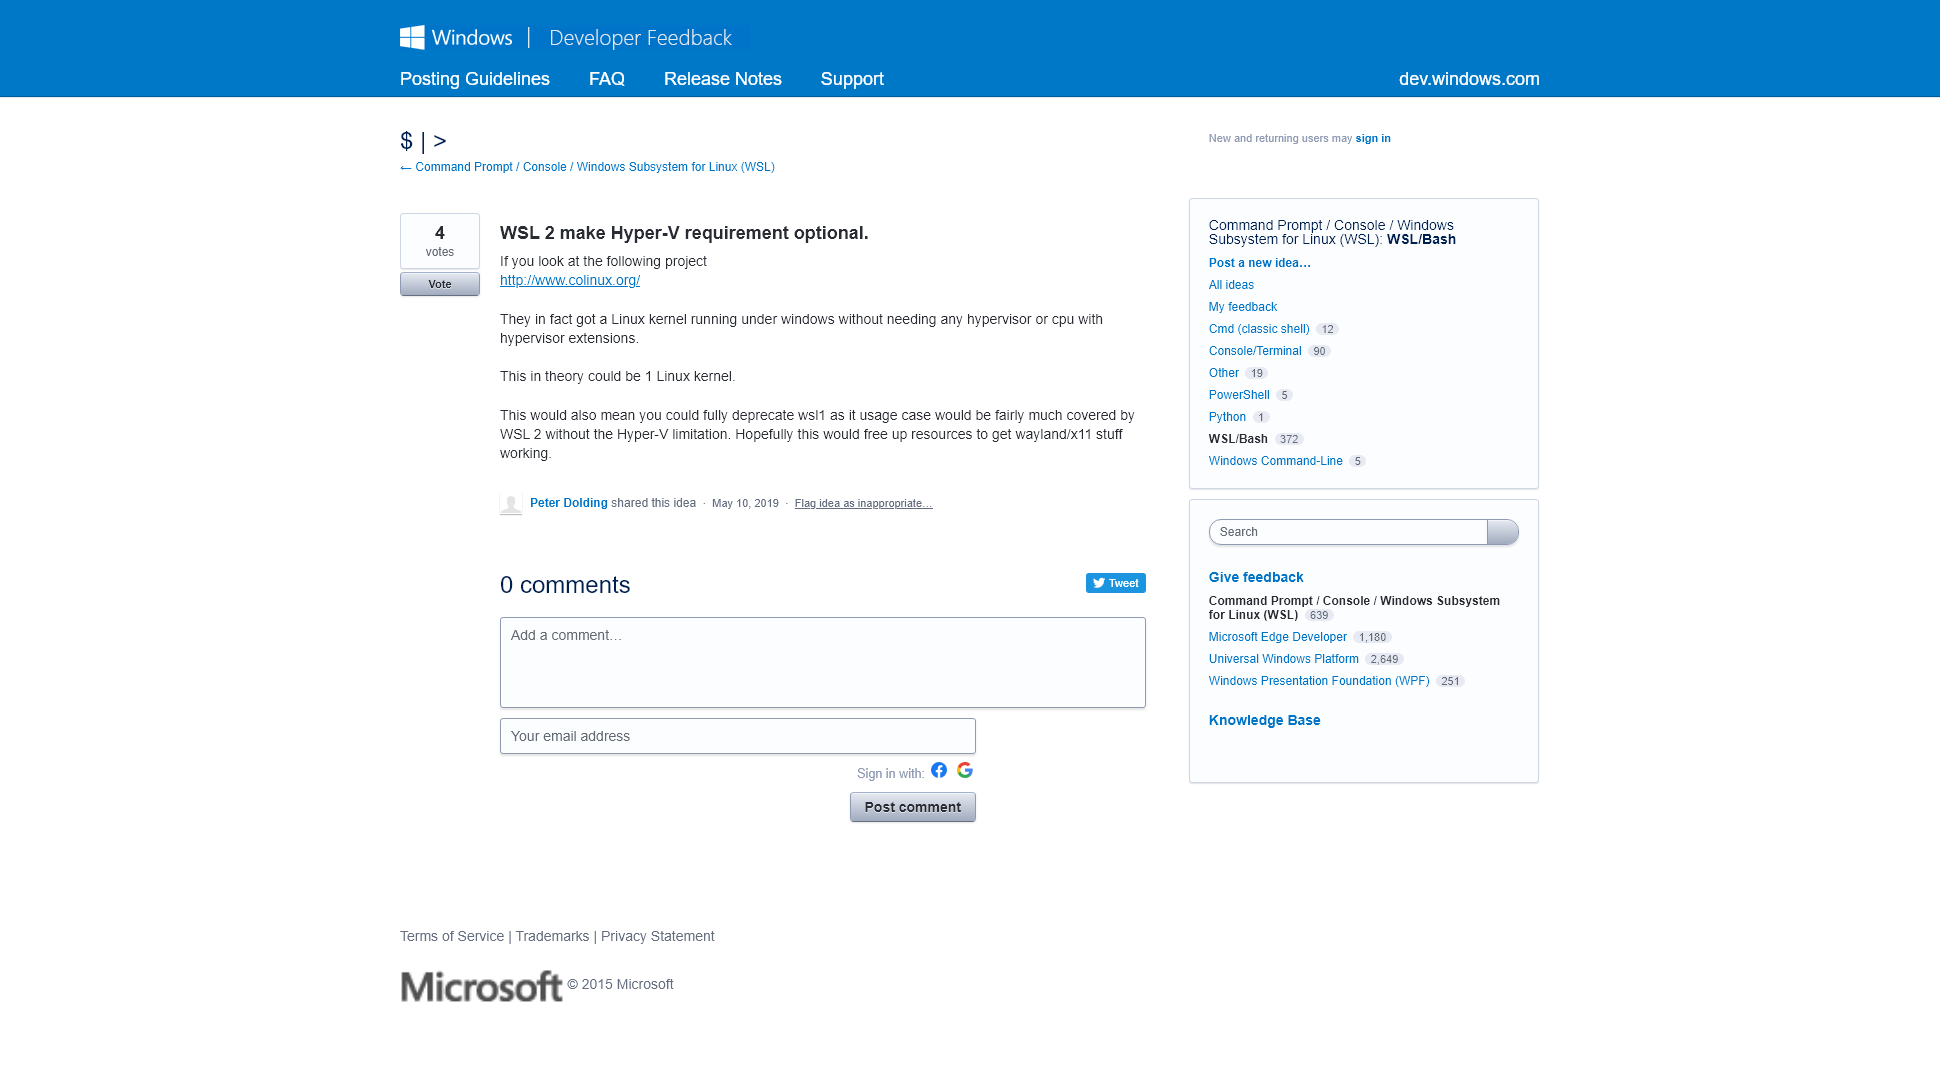 Windows | Developer Feedback
Posting Guidelines FAQ Release Notes Support dev.windows.com
$ | >
← Command Prompt / Console / Windows Subsystem for Linux (WSL)
4
votes
Vote
WSL 2 make Hyper-V requirement optional.
If you look at the following project
http://www.colinux.org/
They in fact got a Linux kernel running under windows without needing any hypervisor or cpu with
hypervisor extensions.
This in theory could be 1 Linux kernel.
This would also mean you could fully deprecate wsl1 as it usage case would be fairly much covered by
WSL 2 without the Hyper-V limitation. Hopefully this would free up resources to get wayland/x11 stuff
working.
Peter Dolding shared this idea · May 10, 2019 · Flag idea as inappropriate…
0 comments
Tweet
Add a comment…
Your email address
Sign in with:
Post comment
New and returning users may sign in
Command Prompt / Console / Windows
Subsystem for Linux (WSL): WSL/Bash
Post a new idea…
All ideas
My feedback
Cmd (classic shell) 12
Console/Terminal 90
Other 19
PowerShell 5
Python 1
WSL/Bash 372
Windows Command-Line 5
Search
Give feedback
Command Prompt / Console / Windows Subsystem
for Linux (WSL) 639
Microsoft Edge Developer 1,180
Universal Windows Platform 2,649
Windows Presentation Foundation (WPF) 251
Knowledge Base
Terms of Service | Trademarks | Privacy Statement
Microsoft © 2015 Microsoft